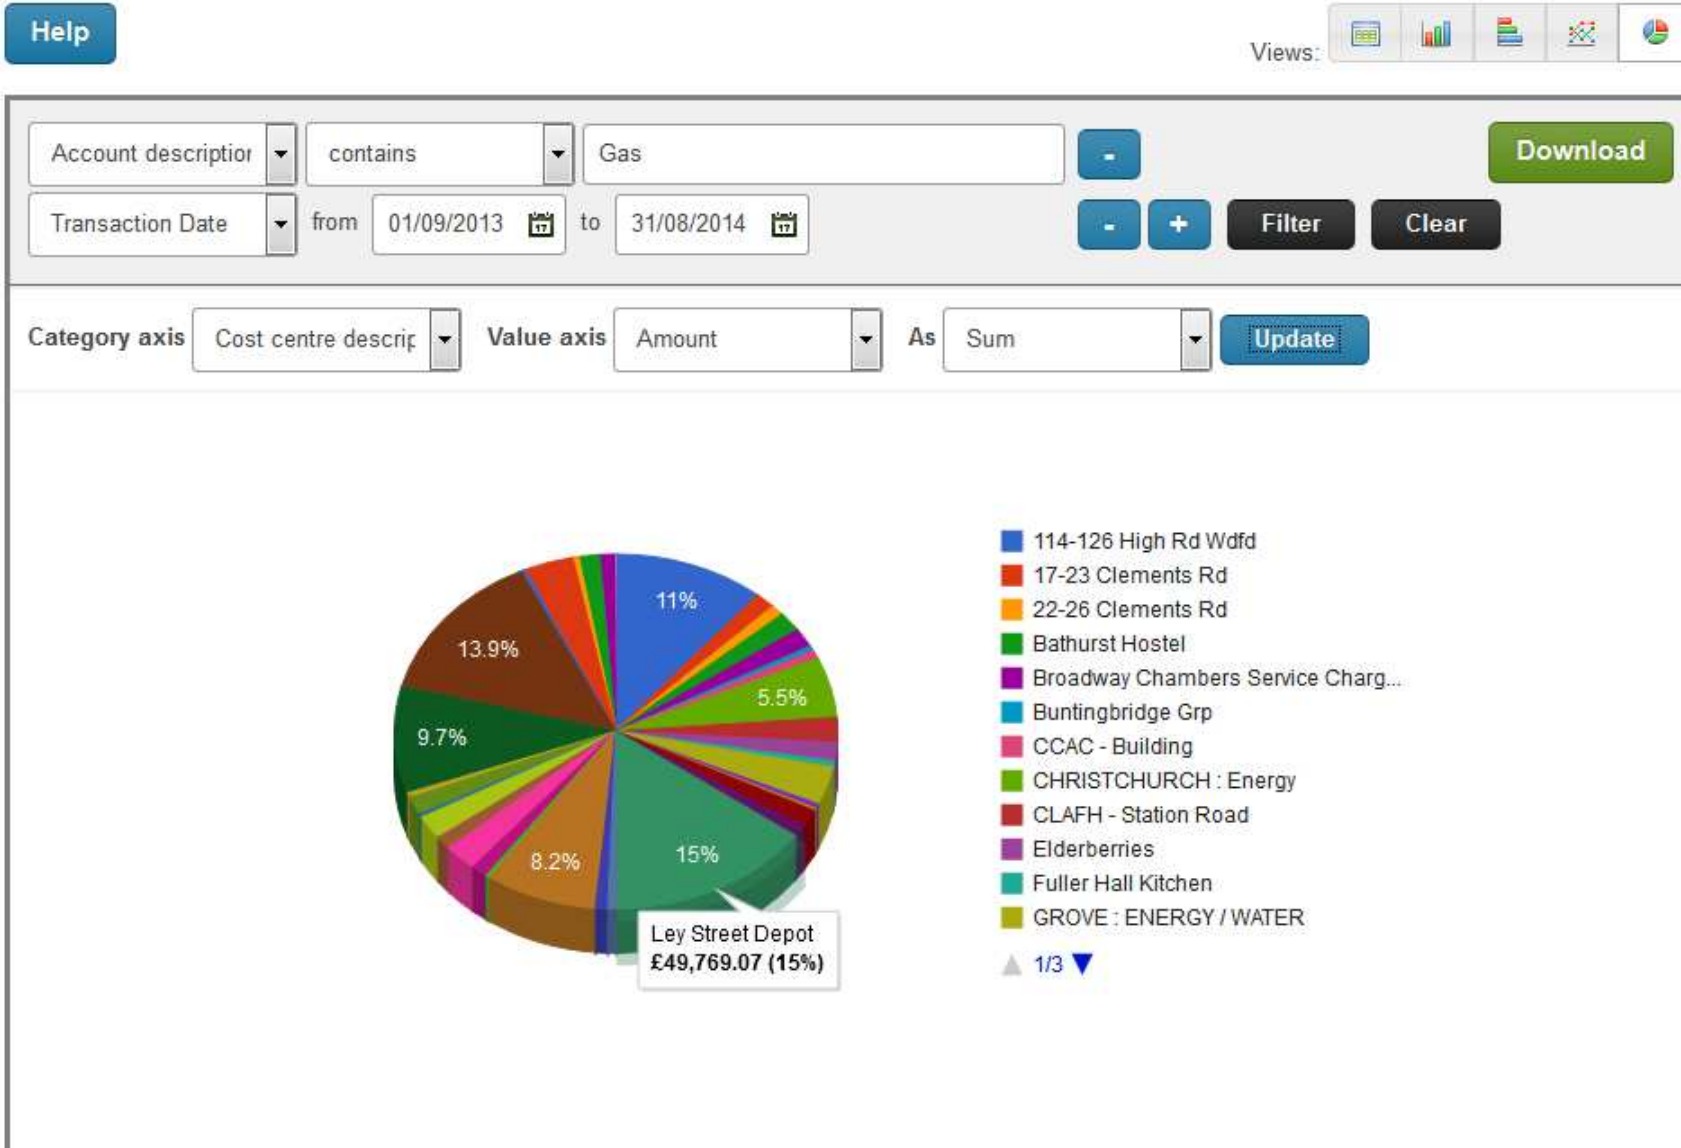 Help
Views:
Account description
contains
Gas
-
Download
Transaction Date
from
01/09/2013
to
31/08/2014
-
+
Filter
Clear
Category axis
Cost centre descrip
Value axis
Amount
As
Sum
Update
11%
13.9%
5.5%
9.7%
8.2%
15%
Ley Street Depot
£49,769.07 (15%)
114-126 High Rd Wdfd
17-23 Clements Rd
22-26 Clements Rd
Bathurst Hostel
Broadway Chambers Service Charg...
Buntingbridge Grp
CCAC - Building
CHRISTCHURCH : Energy
CLAFH - Station Road
Elderberries
Fuller Hall Kitchen
GROVE : ENERGY / WATER
1/3